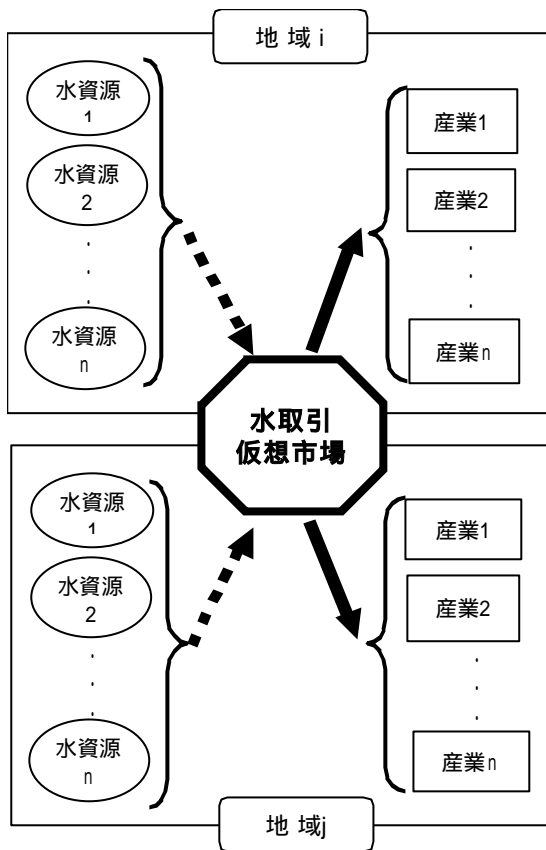 地 域 i
水資源
1
水資源
2
水資源
n
産業1
産業2
産業n
水取引
仮想市場
水資源
1
水資源
2
水資源
n
産業1
産業2
産業n
地 域j